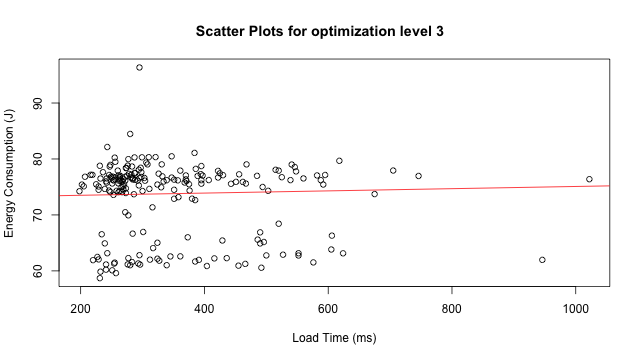 Scatter Plots for optimization level 3
Energy Consumption (J)
90
80
70
60
200 400 600 800 1000
Load Time (ms)